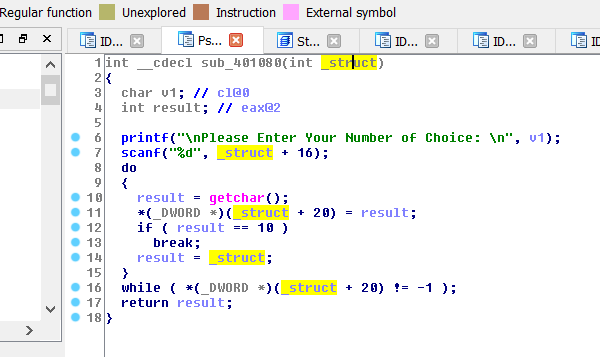 Regular function Unexplored Instruction External symbol
ID... Ps... St... ID... ID... ID
1 int __cdecl sub_401080(int _struct)
2 {
3 char v1; // cl@0
4 int result; // eax@2
5
6 printf("\nPlease Enter Your Number of Choice: \n", v1);
7 scanf("%d", _struct + 16);
8 do
9 {
10 result = getchar();
11 *(_DWORD *)(_struct + 20) = result;
12 if ( result == 10 )
13 break;
14 result = _struct;
15 }
16 while ( *(_DWORD *)(_struct + 20) != -1 );
17 return result;
18 }